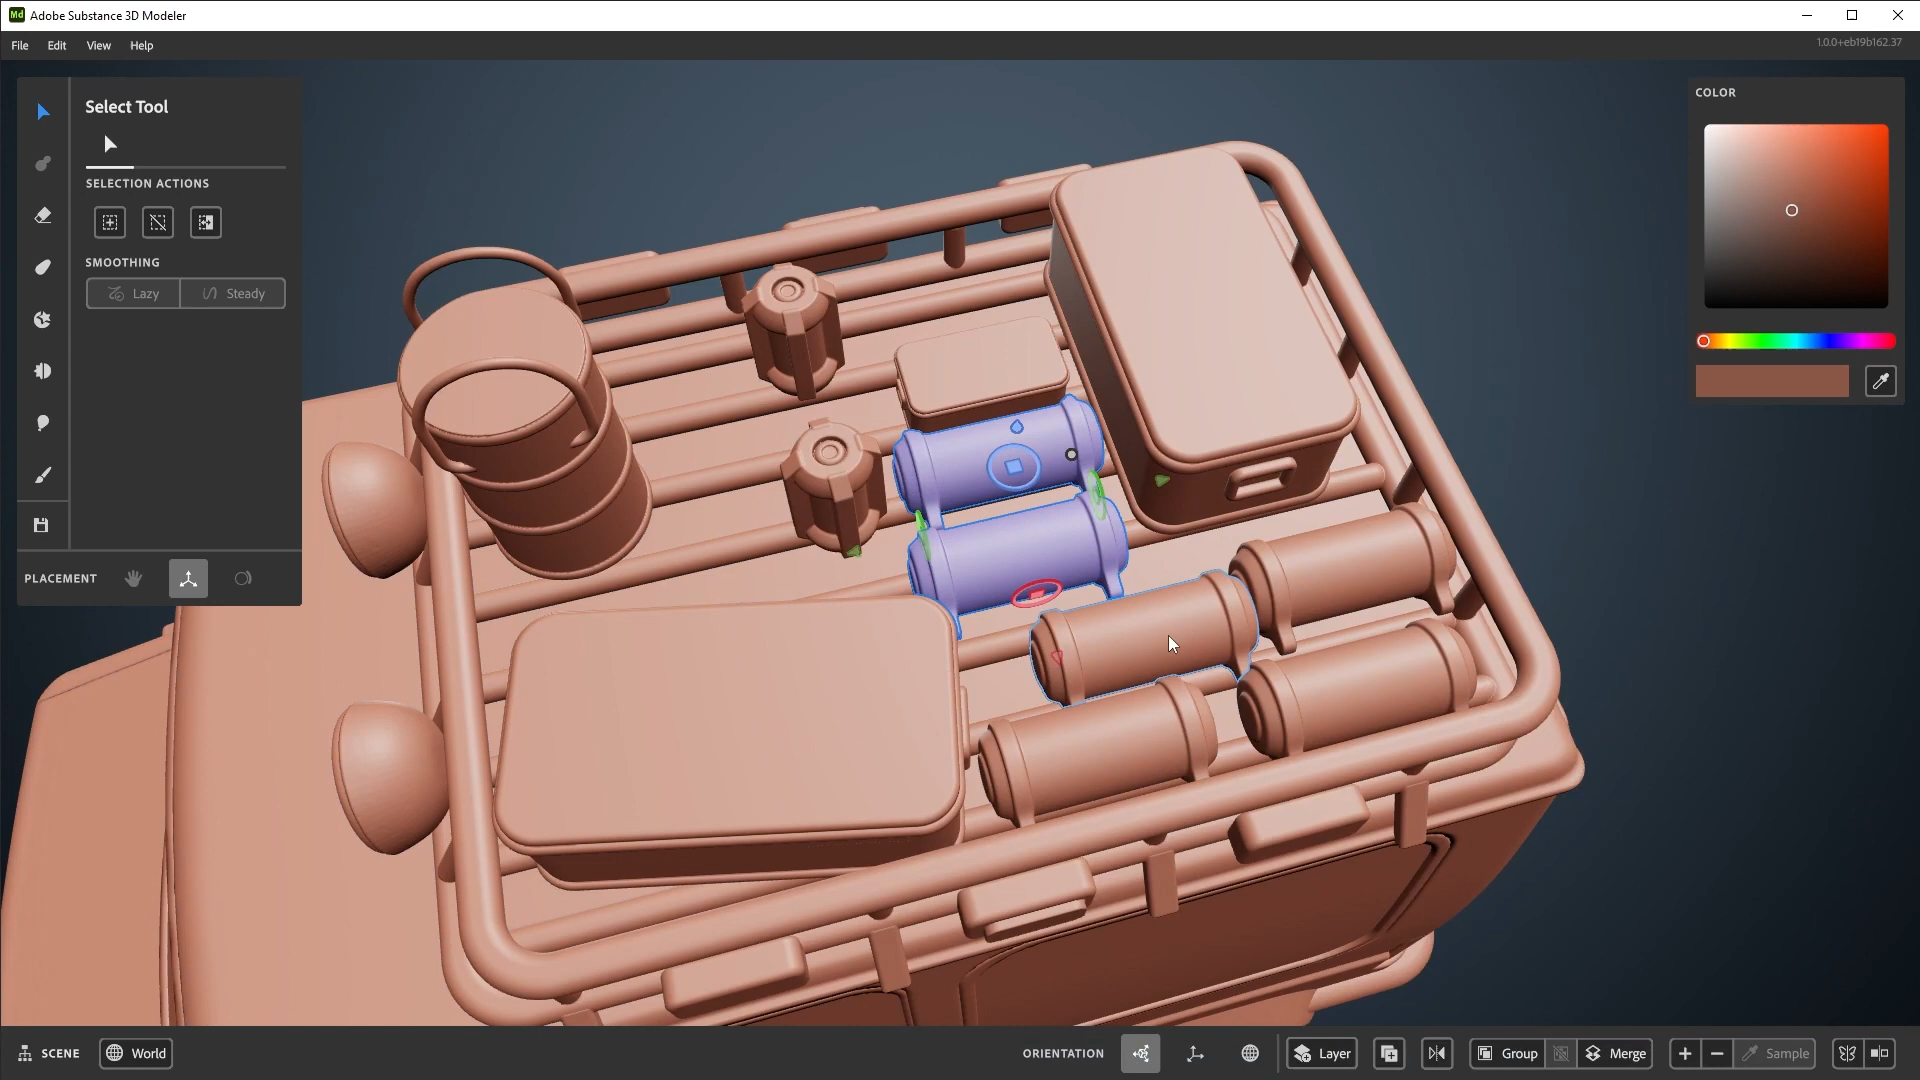 Md Adobe Substance 3D Modeler
File Edit View Help
1.0.0+eb19b162.37
Select Tool
SELECTION ACTIONS
SMOOTHING
Lazy Steady
PLACEMENT
COLOR
SCENE World
ORIENTATION
Layer
Group
Merge
Sample